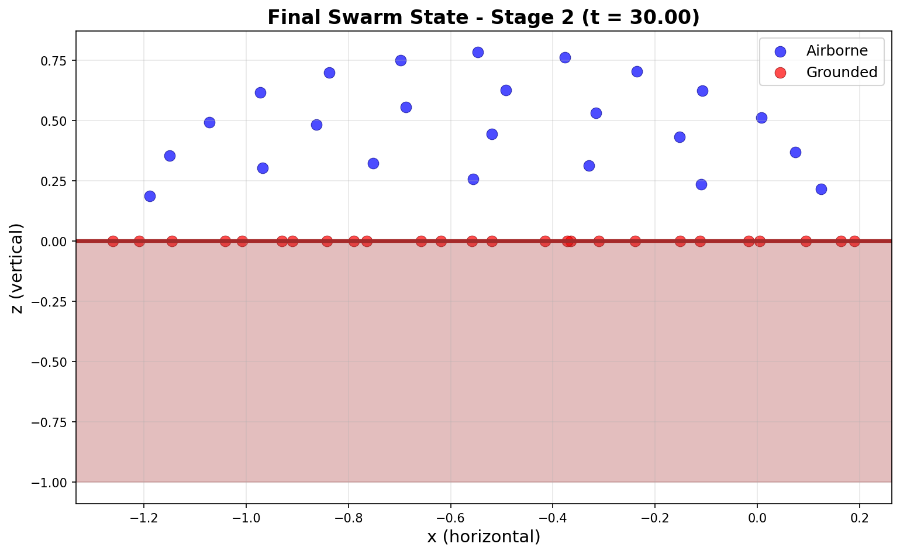 Final Swarm State - Stage 2 (t = 30.00)
Airborne
Grounded
0.75
0.50
0.25
0.00
−0.25
−0.50
−0.75
−1.00
z (vertical)
−1.2 −1.0 −0.8 −0.6 −0.4 −0.2 0.0 0.2
x (horizontal)